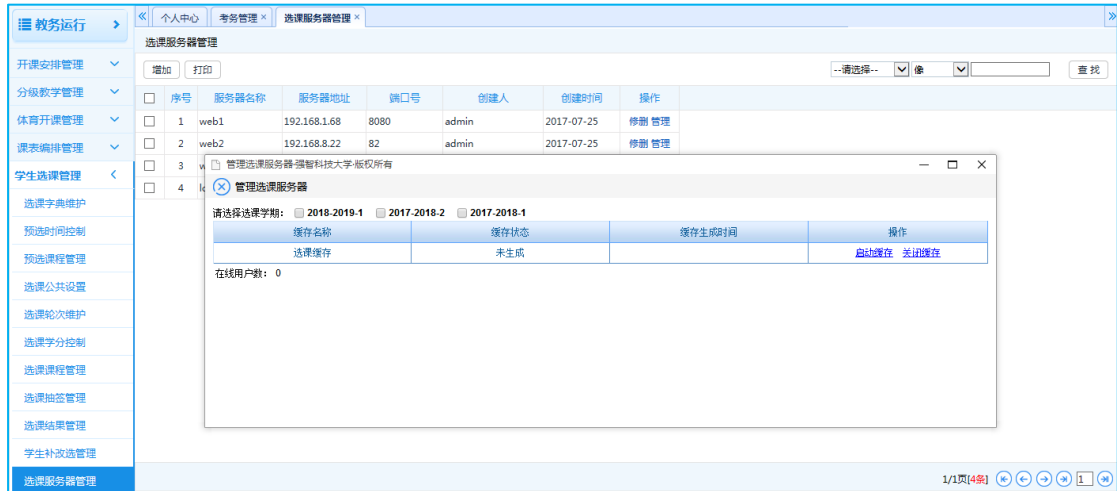 教务运行
个人中心 考务管理 × 选课服务器管理 ×
选课服务器管理
增加 打印 --请选择-- 像 查找
序号 服务器名称 服务器地址 端口号 创建人 创建时间 操作
1 web1 192.168.1.68 8080 admin 2017-07-25 修删 管理
2 web2 192.168.8.22 82 admin 2017-07-25 修删 管理
3
4
开课安排管理
分级教学管理
体育开课管理
课表编排管理
学生选课管理
选课字典维护
预选时间控制
预选课程管理
选课公共设置
选课轮次维护
选课学分控制
选课课程管理
选课抽签管理
选课结果管理
学生补改选管理
选课服务器管理
管理选课服务器-强智科技大学-版权所有
管理选课服务器
请选择选课学期: 2018-2019-1 2017-2018-2 2017-2018-1
缓存名称 缓存状态 缓存生成时间 操作
选课缓存 未生成 启动缓存 关闭缓存
在线用户数: 0
1/1页[4条] 1